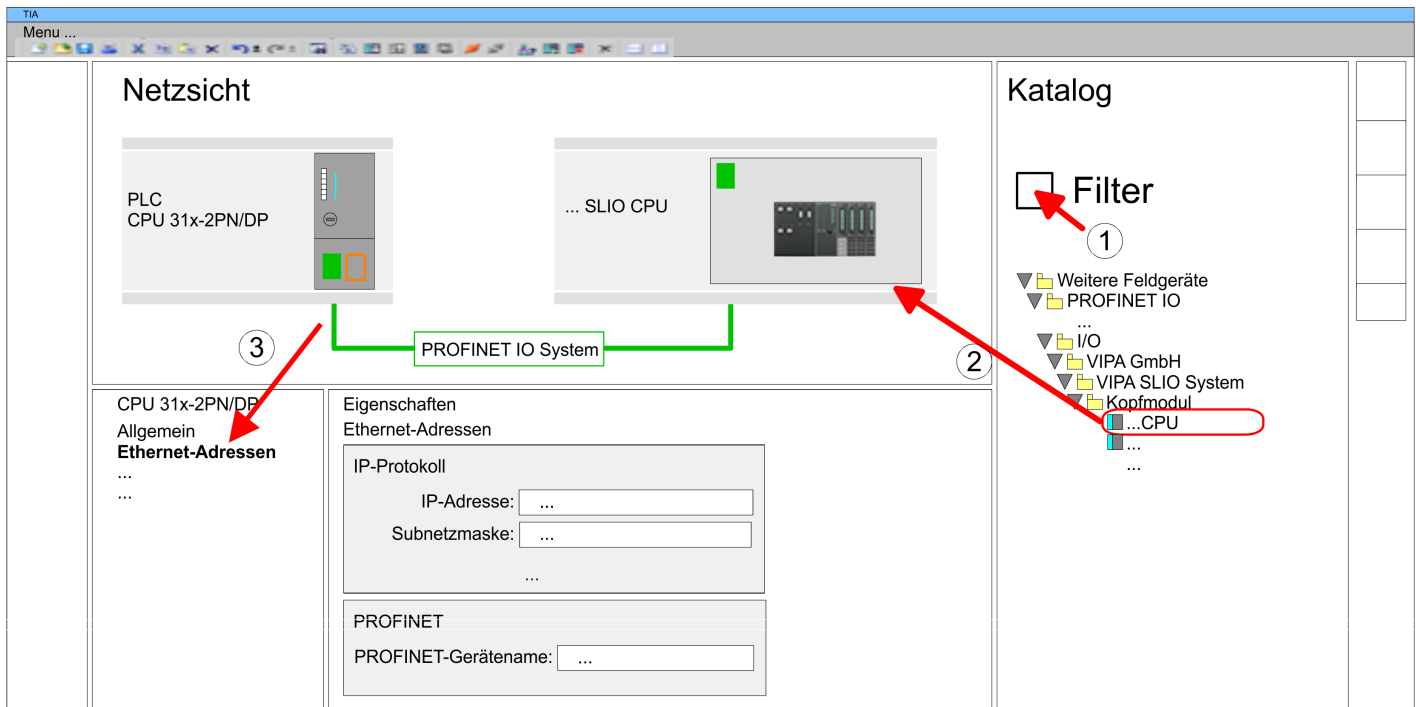 TIA
Menu ...
Netzsicht
PLC
CPU 31x-2PN/DP
... SLIO CPU
PROFINET IO System
3
2
Katalog
Filter
1
Weitere Feldgeräte
PROFINET IO
...
I/O
VIPA GmbH
VIPA SLIO System
Kopfmodul
...CPU
...
...
CPU 31x-2PN/DP
Allgemein
Ethernet-Adressen
...
...
Eigenschaften
Ethernet-Adressen
IP-Protokoll
IP-Adresse: ...
Subnetzmaske: ...
...
PROFINET
PROFINET-Gerätename: ...